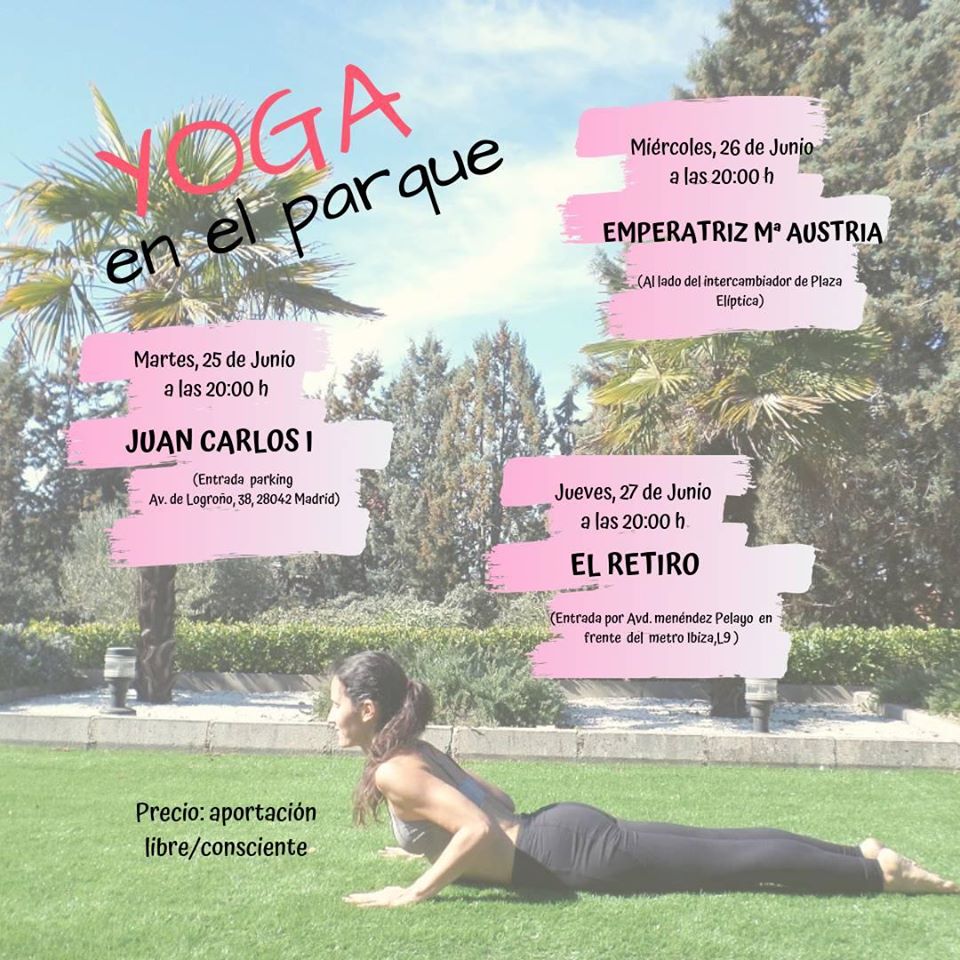 YOGA
en el parque
Miércoles, 26 de Junio
a las 20:00 h
EMPERATRIZ Mª AUSTRIA
(Al lado del intercambiador de Plaza
Elíptica)
Martes, 25 de Junio
a las 20:00 h
JUAN CARLOS I
(Entrada parking
Av. de Logroño, 38, 28042 Madrid)
Jueves, 27 de Junio
a las 20:00 h
EL RETIRO
(Entrada por Avd. menéndez Pelayo en
frente del metro Ibiza,L9 )
Precio: aportación
libre/consciente